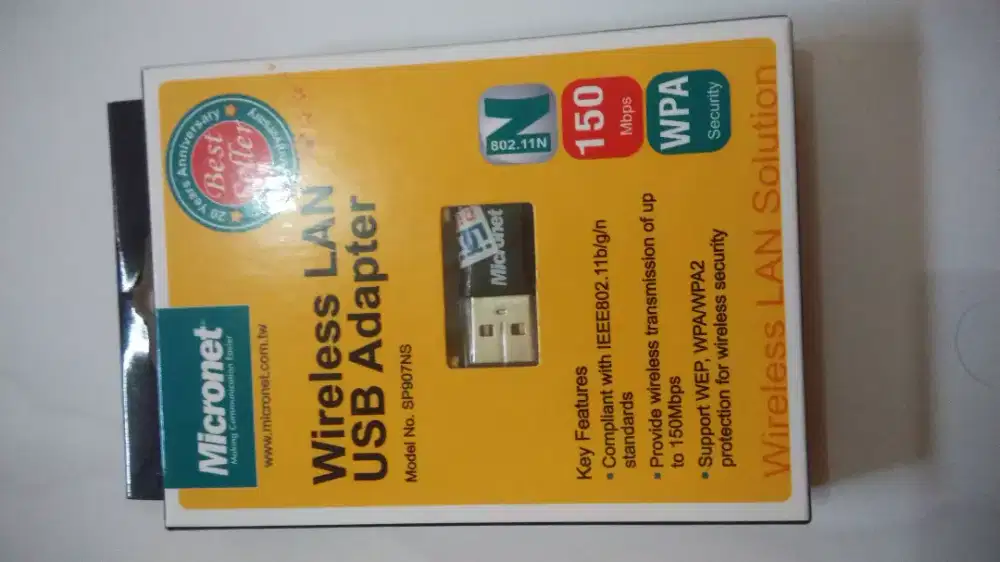 Micronet
Making Communication Easier
www.micronet.com.tw
20 Years Anniversary
Best
Seller
Anniversary
Wireless LAN
USB Adapter
Model No. SP907NS
Micronet
N
802.11N
150
Mbps
WPA
Security
Key Features
• Compliant with IEEE802.11b/g/n
standards
• Provide wireless transmission of up
to 150Mbps
• Support WEP, WPA/WPA2
protection for wireless security
Wireless LAN Solution